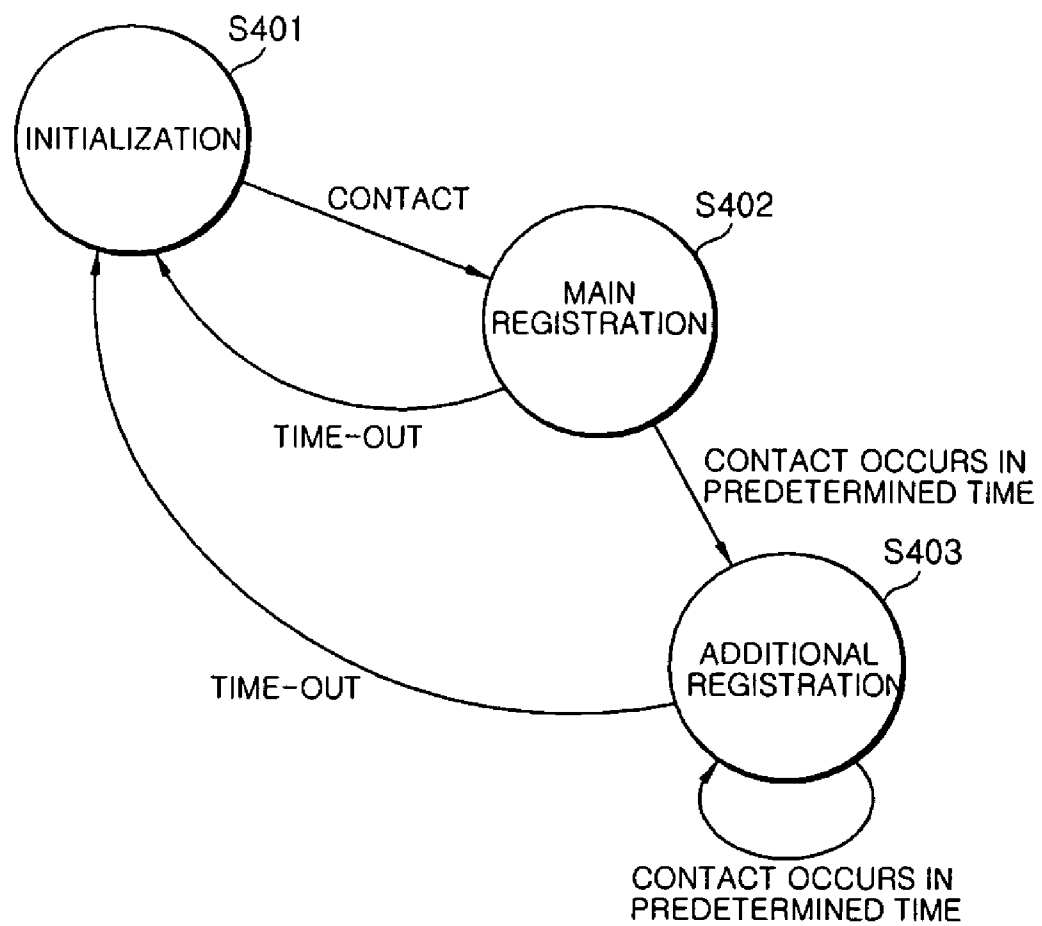 S401
INITIALIZATION
CONTACT
S402
MAIN
REGISTRATION
TIME-OUT
CONTACT OCCURS IN
PREDETERMINED TIME
S403
ADDITIONAL
REGISTRATION
TIME-OUT
CONTACT OCCURS IN
PREDETERMINED TIME